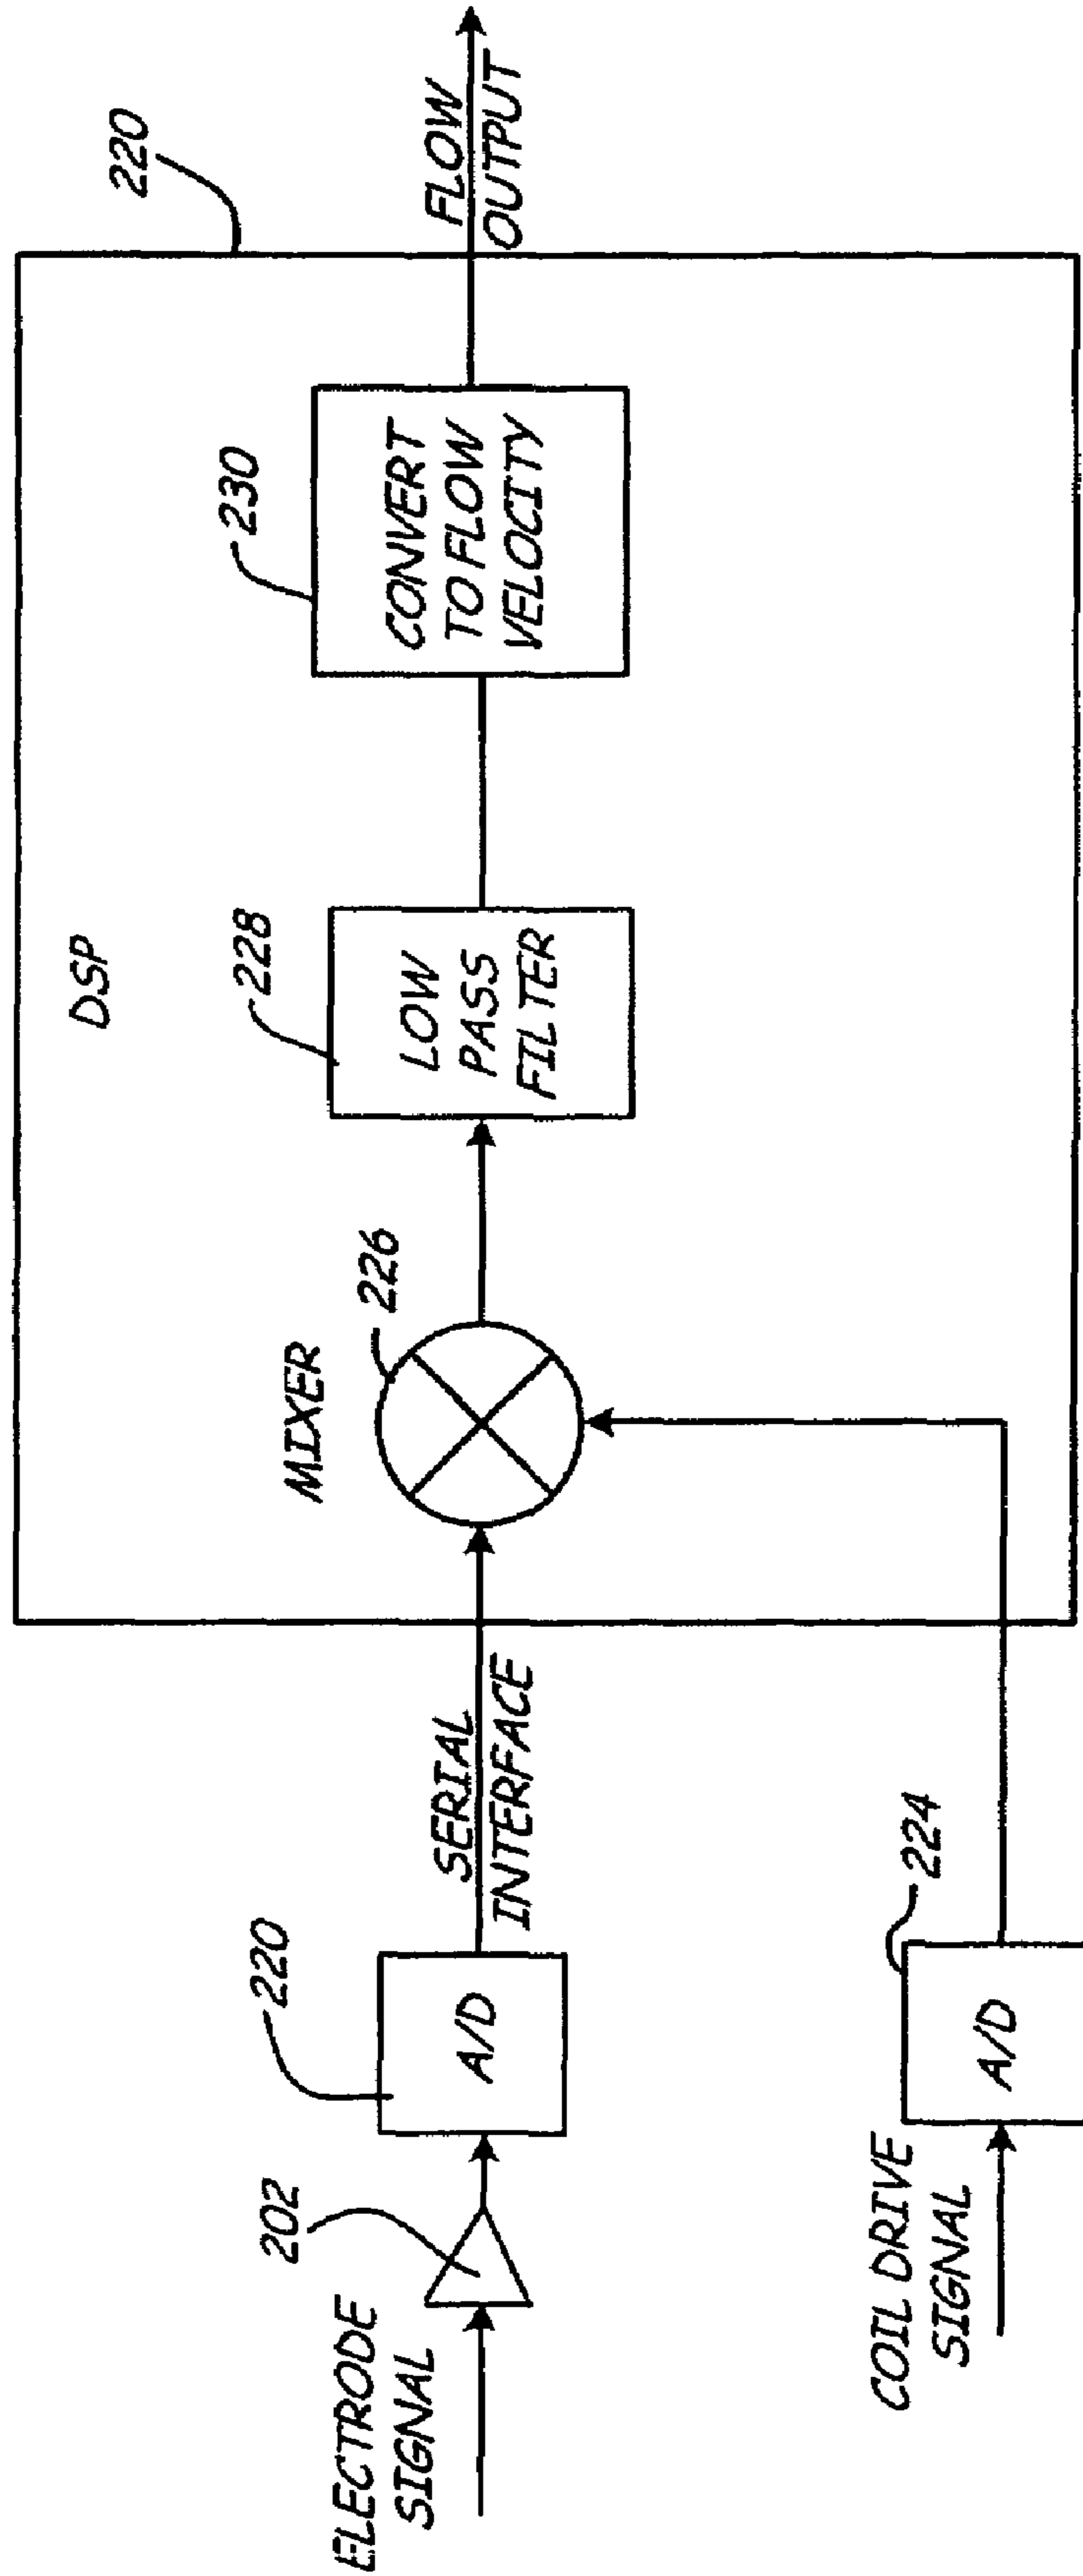 ELECTRODE
SIGNAL
202
220
A/D
SERIAL
INTERFACE
COIL DRIVE
SIGNAL
224
A/D
220
DSP
MIXER
226
228
LOW
PASS
FILTER
230
CONVERT
TO FLOW
VELOCITY
FLOW
OUTPUT